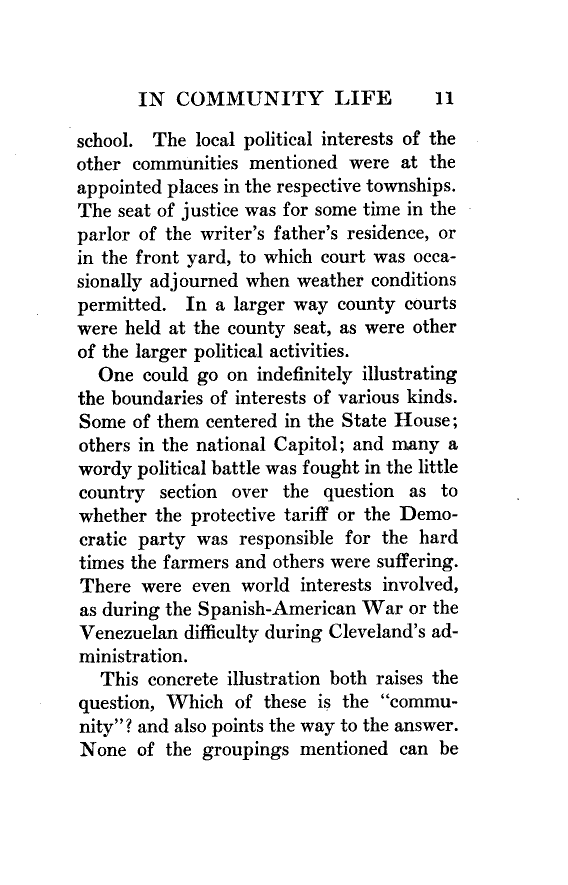 IN COMMUNITY LIFE 11
school. The local political interests of the
other communities mentioned were at the
appointed places in the respective townships.
The seat of justice was for some time in the
parlor of the writer's father's residence, or
in the front yard, to which court was occa-
sionally adjourned when weather conditions
permitted. In a larger way county courts
were held at the county seat, as were other
of the larger political activities.
One could go on indefinitely illustrating
the boundaries of interests of various kinds.
Some of them centered in the State House;
others in the national Capitol; and many a
wordy political battle was fought in the little
country section over the question as to
whether the protective tariff or the Demo-
cratic party was responsible for the hard
times the farmers and others were suffering.
There were even world interests involved,
as during the Spanish-American War or the
Venezuelan difficulty during Cleveland's ad-
ministration.
This concrete illustration both raises the
question, Which of these is the "commu-
nity"? and also points the way to the answer.
None of the groupings mentioned can be